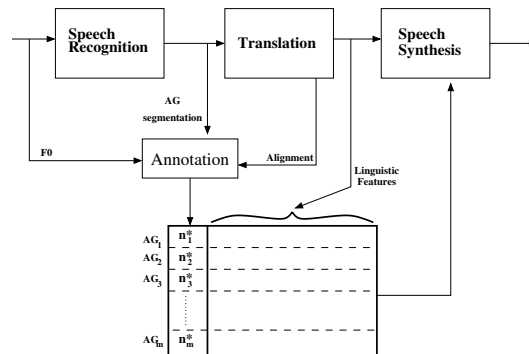 Speech
Recognition
Translation
Speech
Synthesis
AG
segmentation
F0
Annotation
Alignment
Linguistic
Features
AG1 n*1
AG2 n*2
AG3 n*3
AGm n*m